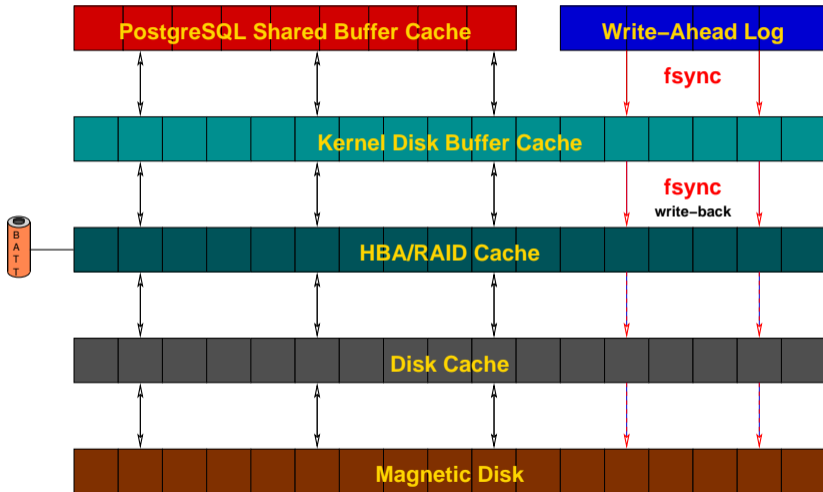 PostgreSQL Shared Buffer Cache
Write−Ahead Log
fsync
Kernel Disk Buffer Cache
fsync
write−back
BATT
HBA/RAID Cache
Disk Cache
Magnetic Disk